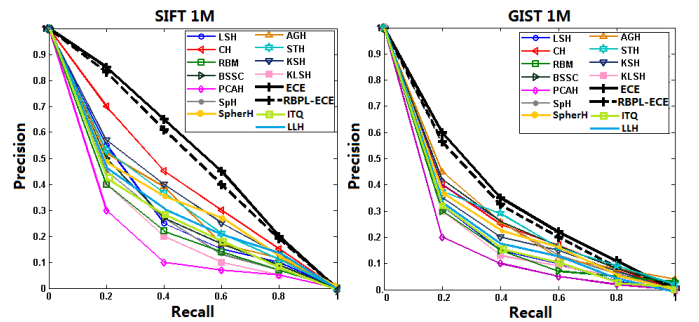 SIFT 1M
Precision
1.0
0.9
0.8
0.7
0.6
0.5
0.4
0.3
0.2
0.1
0.0
0
0.2
0.4
0.6
0.8
1
Recall
LSH
CH
RBM
BSSC
PCAH
SpH
SpherH
AGH
STH
KSH
KLSH
ECE
RBPL-ECE
ITQ
LLH
GIST 1M
Precision
1.0
0.9
0.8
0.7
0.6
0.5
0.4
0.3
0.2
0.1
0.0
0
0.2
0.4
0.6
0.8
1
Recall
LSH
CH
RBM
BSSC
PCAH
SpH
SpherH
AGH
STH
KSH
KLSH
ECE
RBPL-ECE
ITQ
LLH